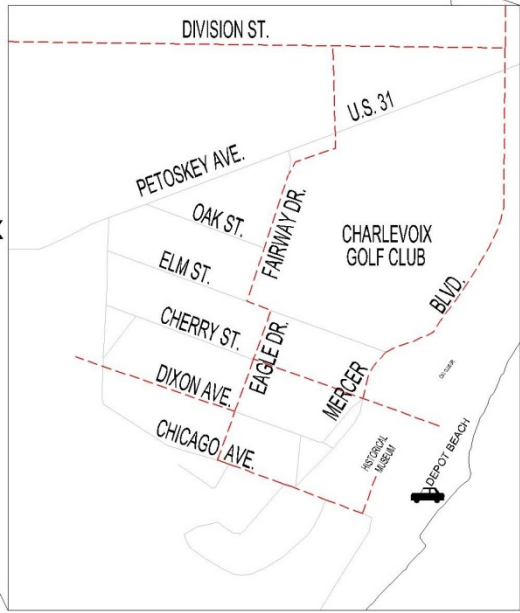 DIVISION ST.
U.S. 31
PETOSKEY AVE.
OAK ST.
FAIRWAY DR.
CHARLEVOIX
GOLF CLUB
ELM ST.
BLVD.
CHERRY ST.
EAGLE DR.
MERCER
DIXON AVE.
CHICAGO AVE.
HISTORICAL
MUSEUM
DEPOT BEACH